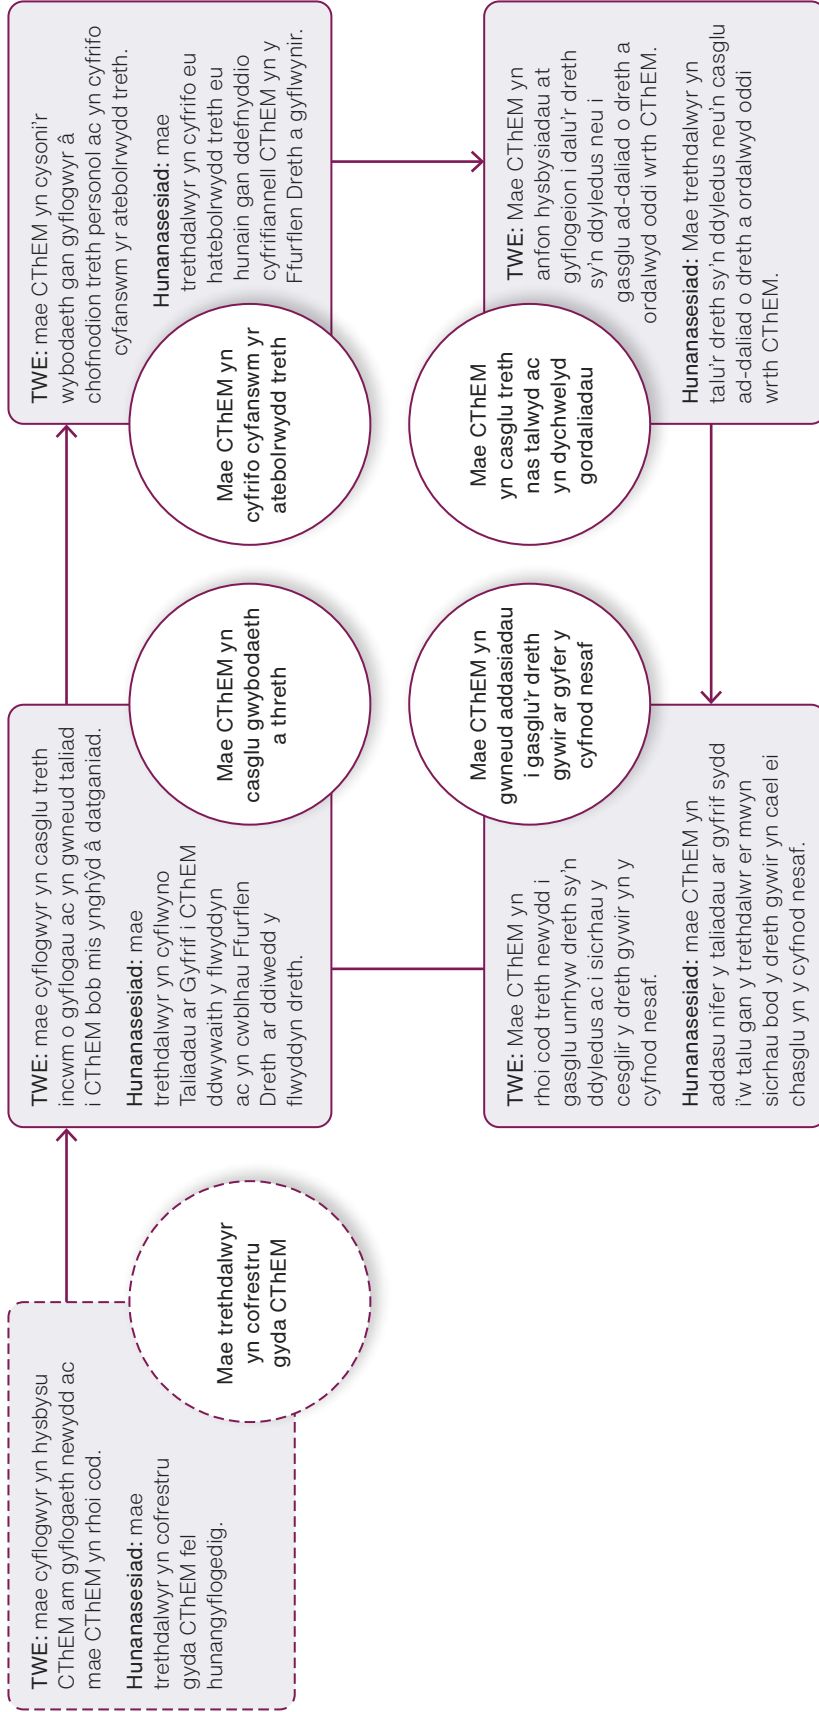 TWE: mae cyflogwyr yn hysbysu
CThEM am gyflogaeth newydd ac
mae CThEM yn rhoi cod.
Hunanasesiad: mae
trethdalwyr yn cofrestru
gyda CThEM fel
hunangyflogedig.
Mae trethdalwyr
yn cofrestru
gyda CThEM
TWE: mae cyflogwyr yn casglu treth
incwm o gyflogau ac yn gwneud taliad
i CThEM bob mis ynghŷd â datganiad.
Hunanasesiad: mae
trethdalwyr yn cyflwyno
Taliadau ar Gyfrif i CThEM
ddwywaith y flwyddyn
ac yn cwblhau Ffurflen
Dreth ar ddiwedd y
flwyddyn dreth.
Mae CThEM yn
casglu gwybodaeth
a threth
TWE: mae CThEM yn cysoni'r
wybodaeth gan gyflogwyr â
chofnodion treth personol ac yn cyfrifo
cyfanswm yr atebolrwydd treth.
Hunanasesiad: mae
trethdalwyr yn cyfrifo eu
hatebolrwydd treth eu
hunain gan ddefnyddio
cyfrifiannell CThEM yn y
Ffurflen Dreth a gyflwynir.
Mae CThEM yn
cyfrifo cyfanswm yr
atebolrwydd treth
TWE: Mae CThEM yn
anfon hysbysiadau at
gyflogeion i dalu'r dreth
sy'n ddyledus neu i
gasglu ad-daliad o dreth a
ordalwyd oddi wrth CThEM.
Hunanasesiad: Mae trethdalwyr yn
talu'r dreth sy'n ddyledus neu'n casglu
ad-daliad o dreth a ordalwyd oddi
wrth CThEM.
Mae CThEM
yn casglu treth
nas talwyd ac
yn dychwelyd
gordaliadau
TWE: Mae CThEM yn
rhoi cod treth newydd i
gasglu unrhyw dreth sy'n
ddyledus ac i sicrhau y
cesglir y dreth gywir yn y
cyfnod nesaf.
Hunanasesiad: mae CThEM yn
addasu nifer y taliadau ar gyfrif sydd
i'w talu gan y trethdalwr er mwyn
sicrhau bod y dreth gywir yn cael ei
chasglu yn y cyfnod nesaf.
Mae CThEM yn
gwneud addasiadau
i gasglu'r dreth
gywir ar gyfer y
cyfnod nesaf